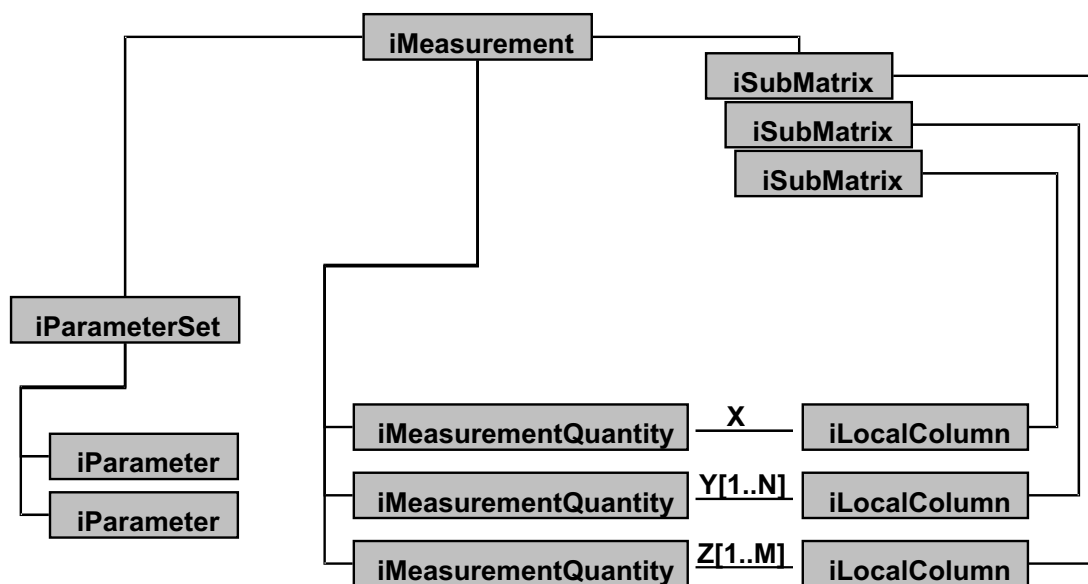 iMeasurement
iSubMatrix
iSubMatrix
iSubMatrix
iParameterSet
iMeasurementQuantity X iLocalColumn
iParameter
iMeasurementQuantity Y[1..N] iLocalColumn
iParameter
iMeasurementQuantity Z[1..M] iLocalColumn